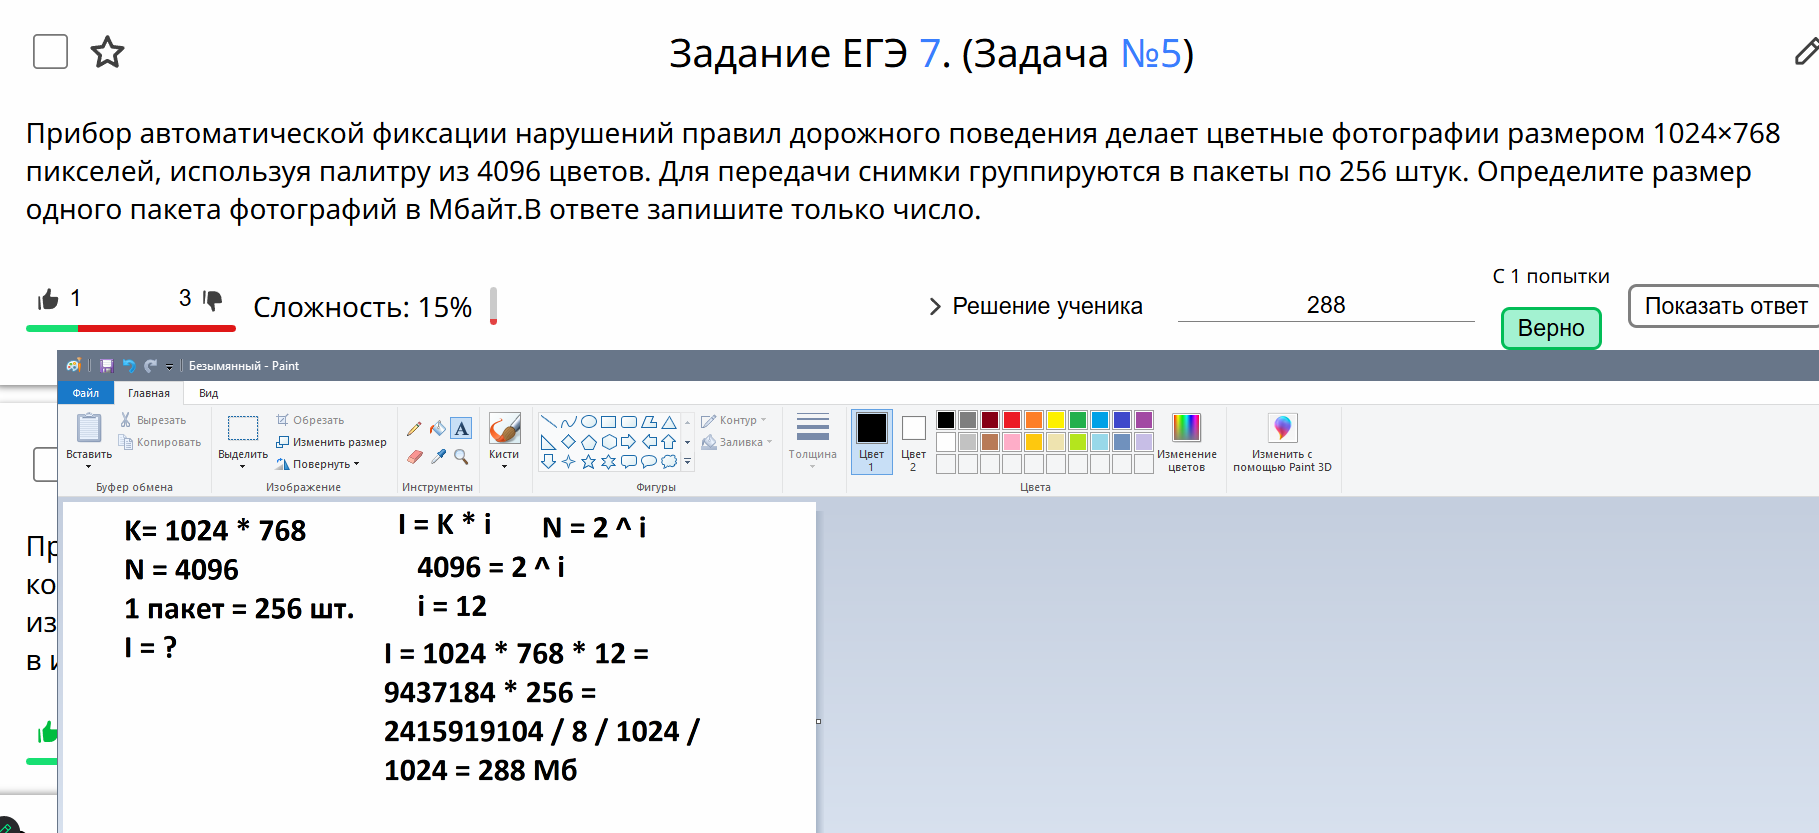 Задание ЕГЭ 7. (Задача №5)
Прибор автоматической фиксации нарушений правил дорожного поведения делает цветные фотографии размером 1024×768
пикселей, используя палитру из 4096 цветов. Для передачи снимки группируются в пакеты по 256 штук. Определите размер
одного пакета фотографий в Мбайт.В ответе запишите только число.
С 1 попытки
1 3 Сложность: 15% Решение ученика 288 Верно Показать ответ
Безымянный - Paint
Файл Главная Вид
Вставить Вырезать Копировать
Буфер обмена
Выделить Обрезать Изменить размер Повернуть
Изображение
Инструменты
Кисти
Контур Заливка
Фигуры
Толщина
Цвет 1
Цвет 2
Изменение цветов
Цвета
Изменить с помощью Paint 3D
K= 1024 * 768
N = 4096
1 пакет = 256 шт.
I = ?
I = K * i N = 2 ^ i
4096 = 2 ^ i
i = 12
I = 1024 * 768 * 12 =
9437184 * 256 =
2415919104 / 8 / 1024 /
1024 = 288 Мб
Пр
ко
из
в